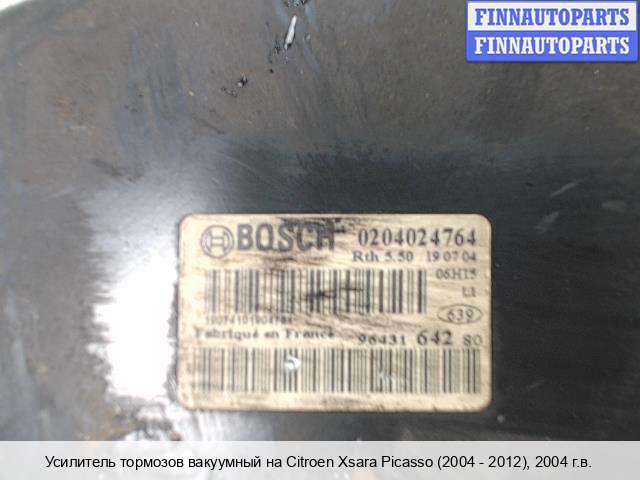 FINNAUTOPARTS
FINNAUTOPARTS
BOSCH 0204024764
Rth 5.50 19 07 04
06H15
L1
639
Fabriqué en France 96431 642 80
Усилитель тормозов вакуумный на Citroen Xsara Picasso (2004 - 2012), 2004 г.в.